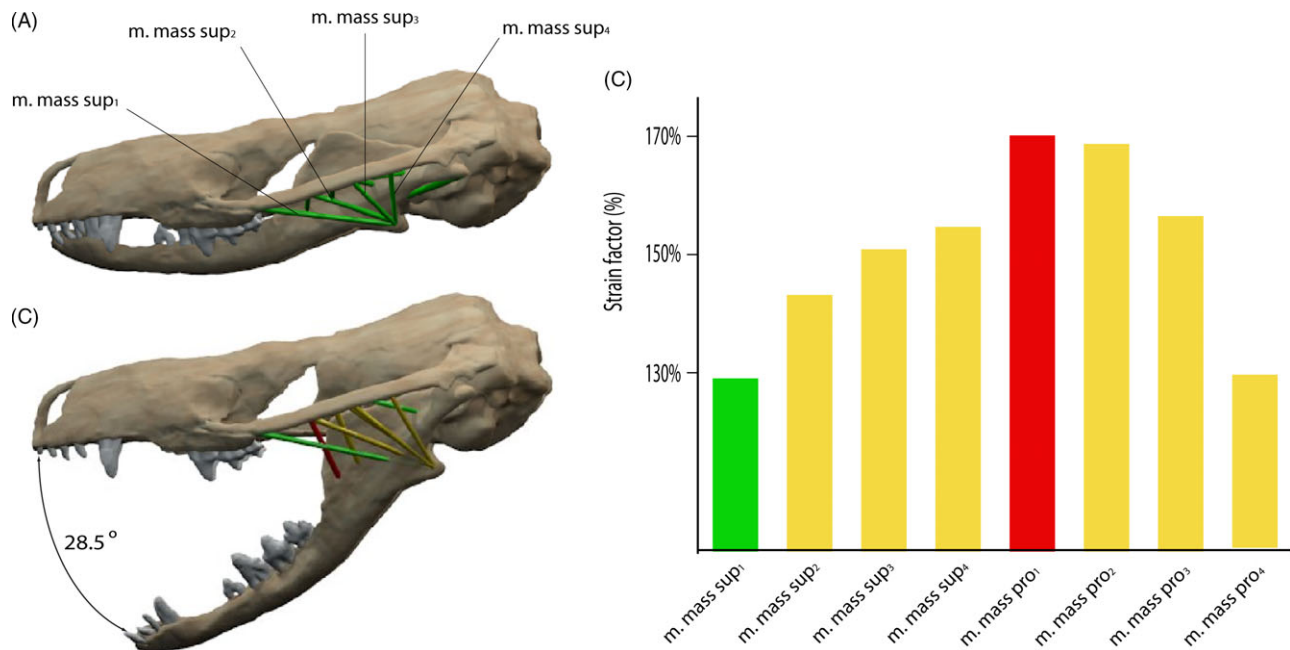 (A)
m. mass sup₁
m. mass sup₂
m. mass sup₃
m. mass sup₄
(C)
28.5 °
(C)
Strain factor (%)
170%
150%
130%
m. mass sup₁
m. mass sup₂
m. mass sup₃
m. mass sup₄
m. mass pro₁
m. mass pro₂
m. mass pro₃
m. mass pro₄